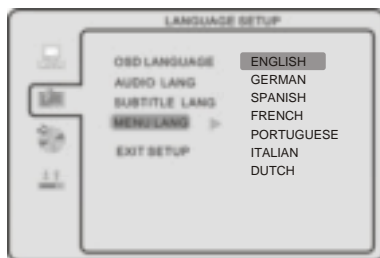 LANGUAGE SETUP
OSD LANGUAGE
AUDIO LANG
SUBTITLE LANG
MENU LANG
EXIT SETUP
ENGLISH
GERMAN
SPANISH
FRENCH
PORTUGUESE
ITALIAN
DUTCH